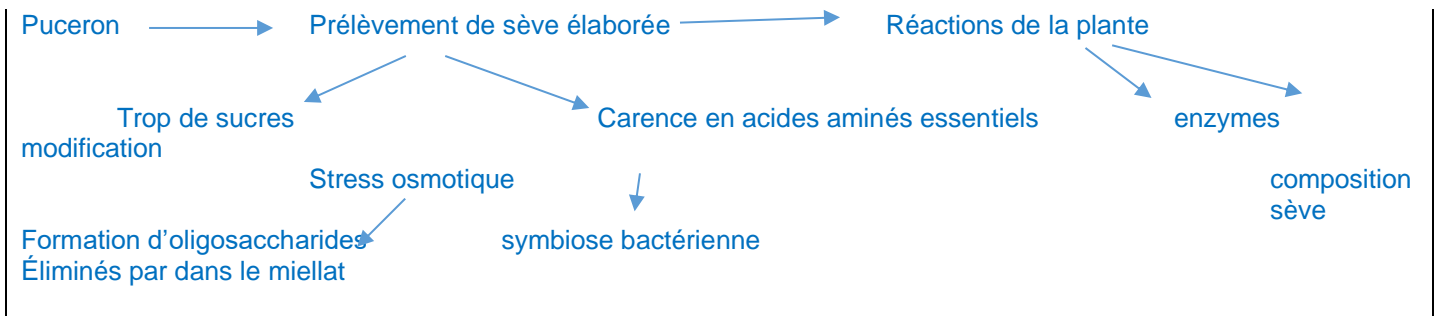 Puceron Prélèvement de sève élaborée Réactions de la plante
Trop de sucres Carence en acides aminés essentiels enzymes
modification
Stress osmotique composition
sève
Formation d'oligosaccharides symbiose bactérienne
Éliminés par dans le miellat